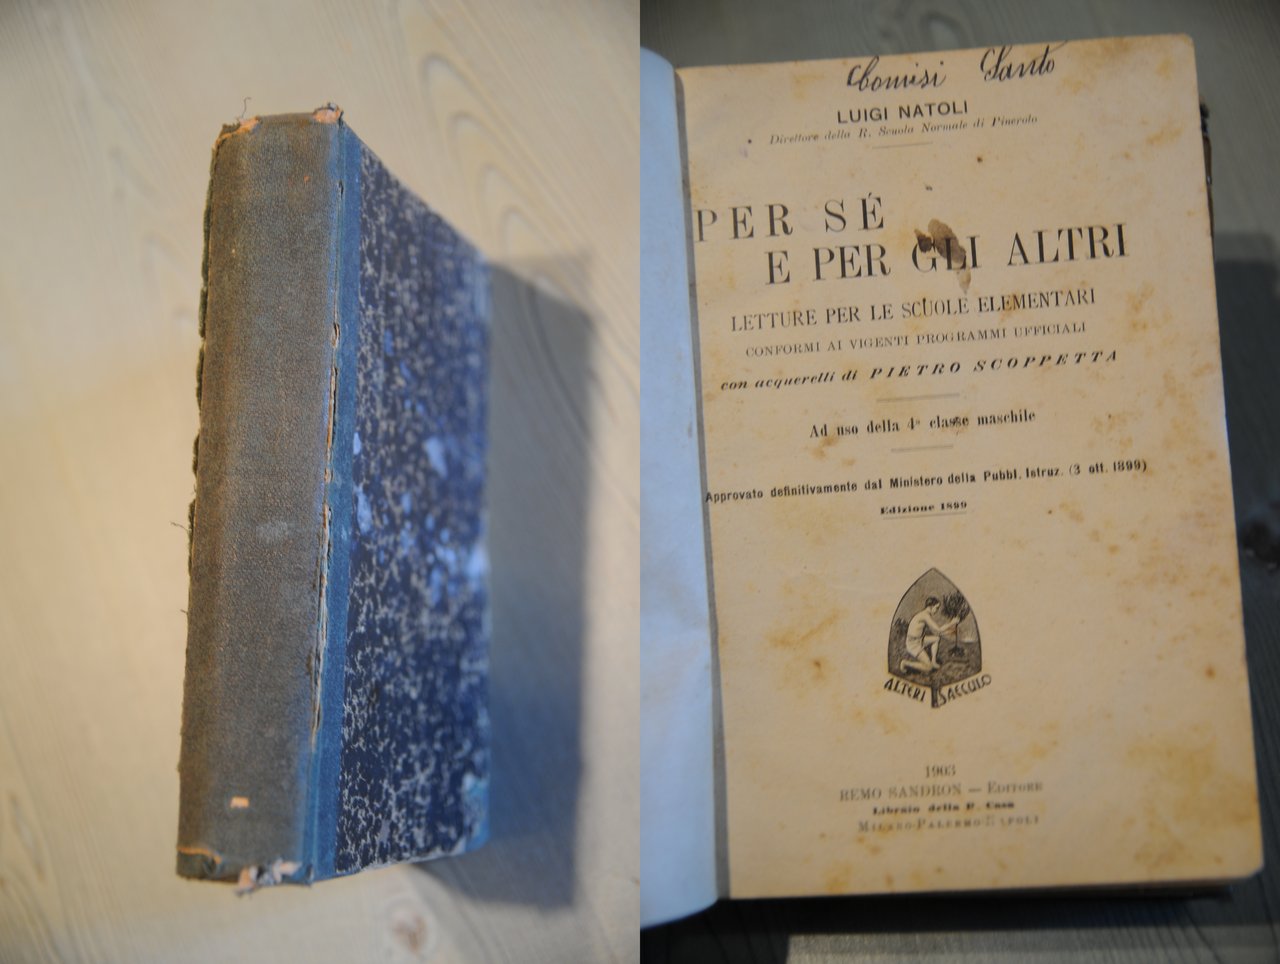 Comisi Santo
LUIGI NATOLI
Direttore della R. Scuola Normale di Pinerolo
PER SÉ
E PER GLI ALTRI
LETTURE PER LE SCUOLE ELEMENTARI
CONFORMI AI VIGENTI PROGRAMMI UFFICIALI
con acquerelli di PIETRO SCOPPETTA
Ad uso della 4ª classe maschile
Approvato definitivamente dal Ministero della Pubbl. Istruz. (3 ott. 1899)
Edizione 1899
ALTERI SAECULO
1903
REMO SANDRON — EDITORE
Libraio della R. Casa
MILANO-PALERMO-NAPOLI